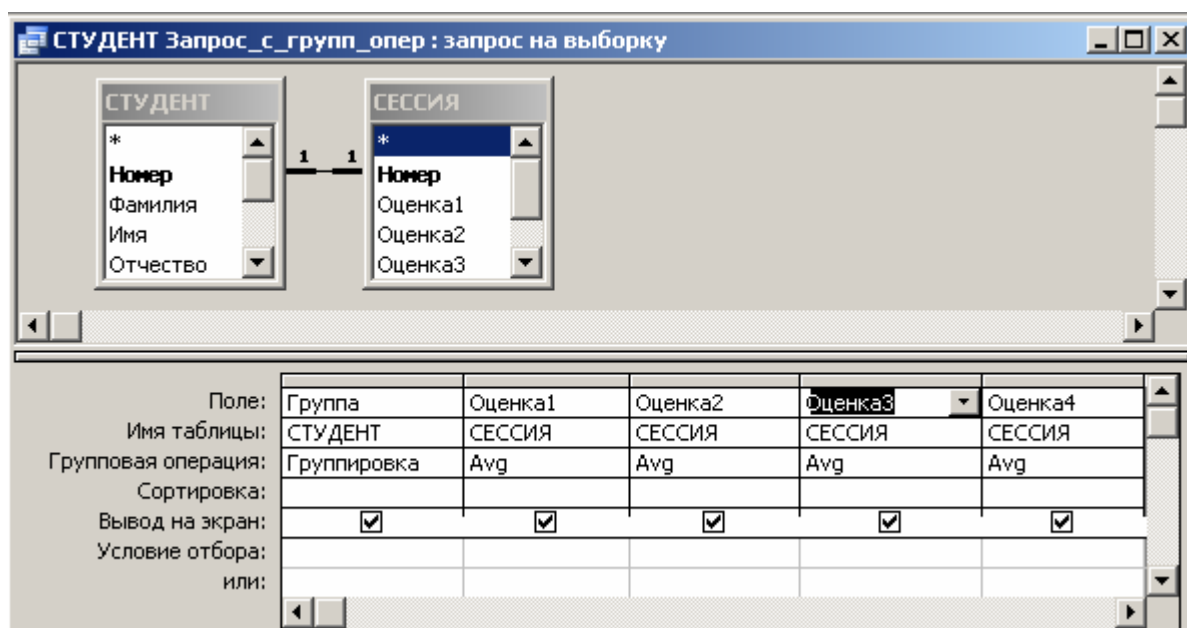 СТУДЕНТ Запрос_с_групп_опер : запрос на выборку
СТУДЕНТ
*
Номер
Фамилия
Имя
Отчество
1 1
СЕССИЯ
*
Номер
Оценка1
Оценка2
Оценка3
Поле: Группа Оценка1 Оценка2 Оценка3 Оценка4
Имя таблицы: СТУДЕНТ СЕССИЯ СЕССИЯ СЕССИЯ СЕССИЯ
Групповая операция: Группировка Avg Avg Avg Avg
Сортировка:
Вывод на экран:
Условие отбора:
или: